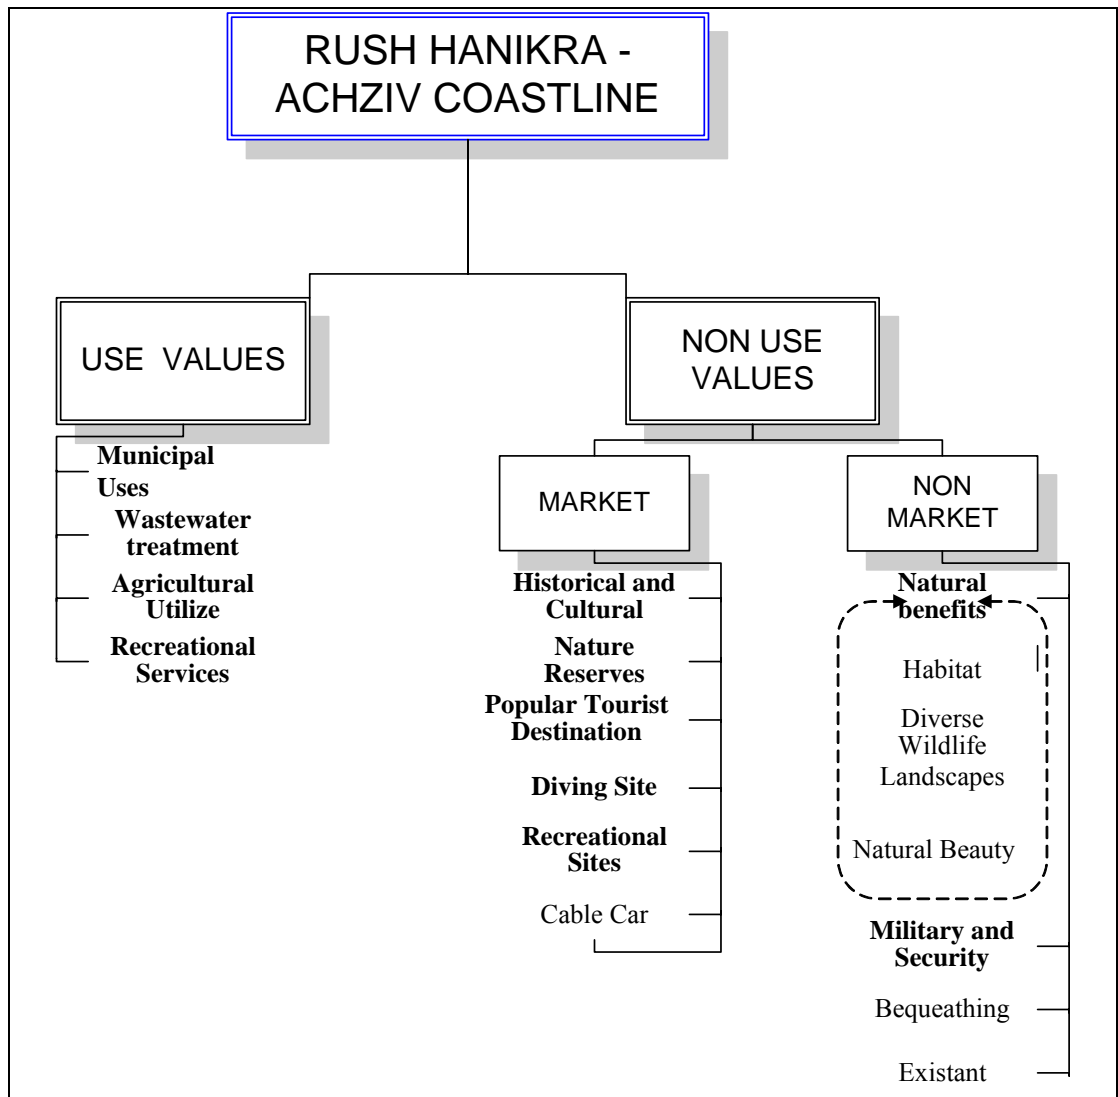 RUSH HANIKRA -
ACHZIV COASTLINE
USE VALUES
Municipal
Uses
Wastewater
treatment
Agricultural
Utilize
Recreational
Services
NON USE
VALUES
MARKET
Historical and
Cultural
Nature
Reserves
Popular Tourist
Destination
Diving Site
Recreational
Sites
Cable Car
NON
MARKET
Natural
benefits
Habitat
Diverse
Wildlife
Landscapes
Natural Beauty
Military and
Security
Bequeathing
Existant